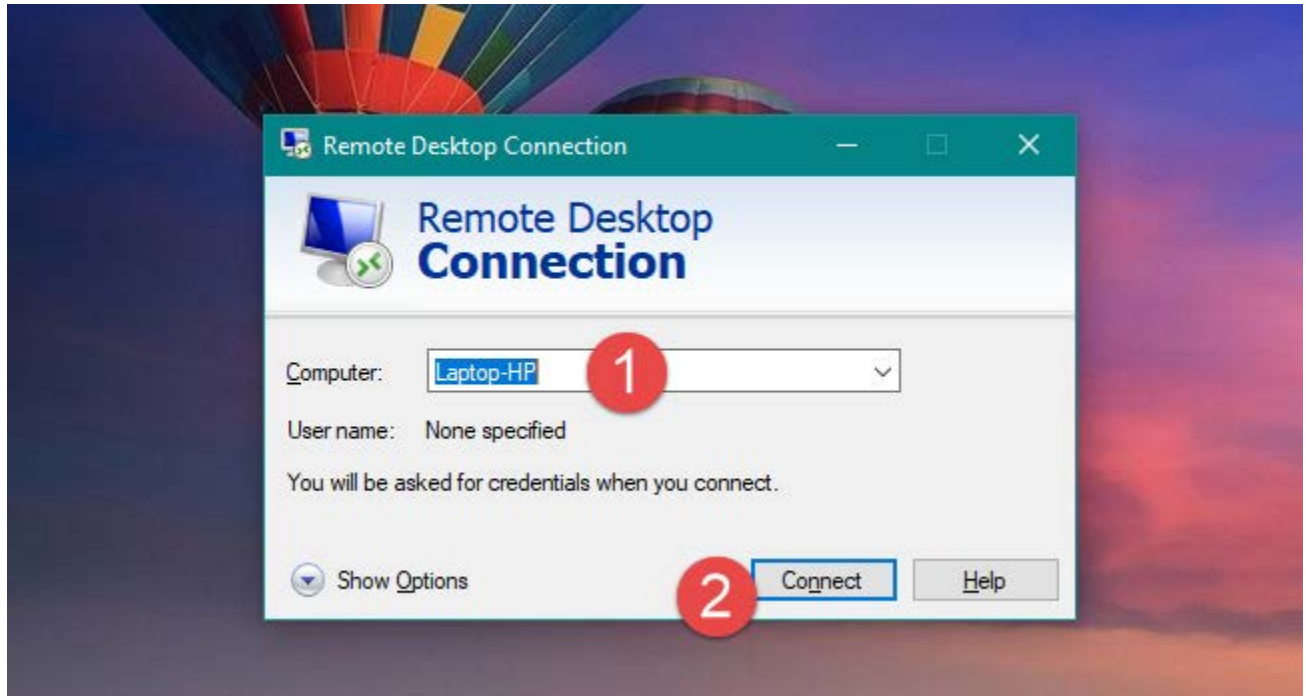 Remote Desktop Connection
Remote Desktop
Connection
Computer: Laptop-HP 1
User name: None specified
You will be asked for credentials when you connect.
Show Options 2 Connect Help